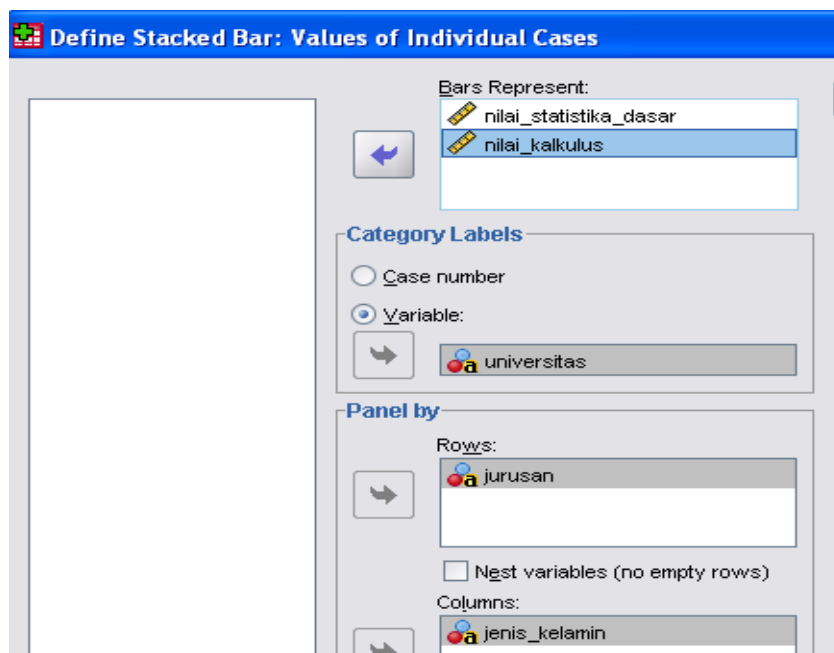 Define Stacked Bar: Values of Individual Cases
Bars Represent:
nilai_statistika_dasar
nilai_kalkulus
Category Labels
Case number
Variable:
universitas
Panel by
Rows:
jurusan
Nest variables (no empty rows)
Columns:
jenis_kelamin